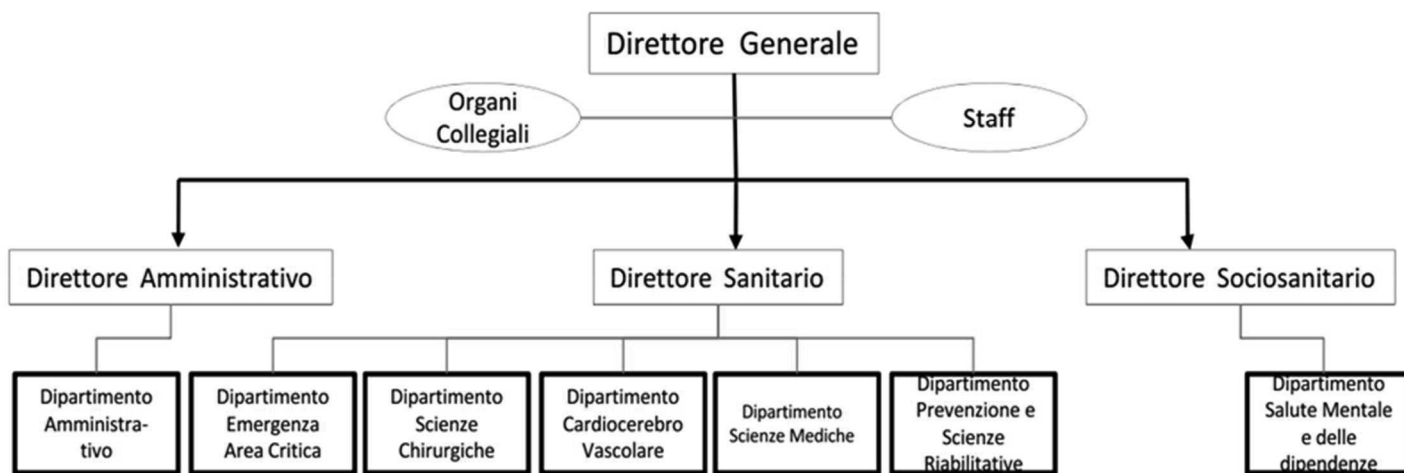 Direttore Generale
Organi
Collegiali
Staff
Direttore Amministrativo
Direttore Sanitario
Direttore Sociosanitario
Dipartimento
Amministra-
tivo
Dipartimento
Emergenza
Area Critica
Dipartimento
Scienze
Chirurgiche
Dipartimento
Cardiocerebro
Vascolare
Dipartimento
Scienze Mediche
Dipartimento
Prevenzione e
Scienze
Riabilitative
Dipartimento
Salute Mentale
e delle
dipendenze